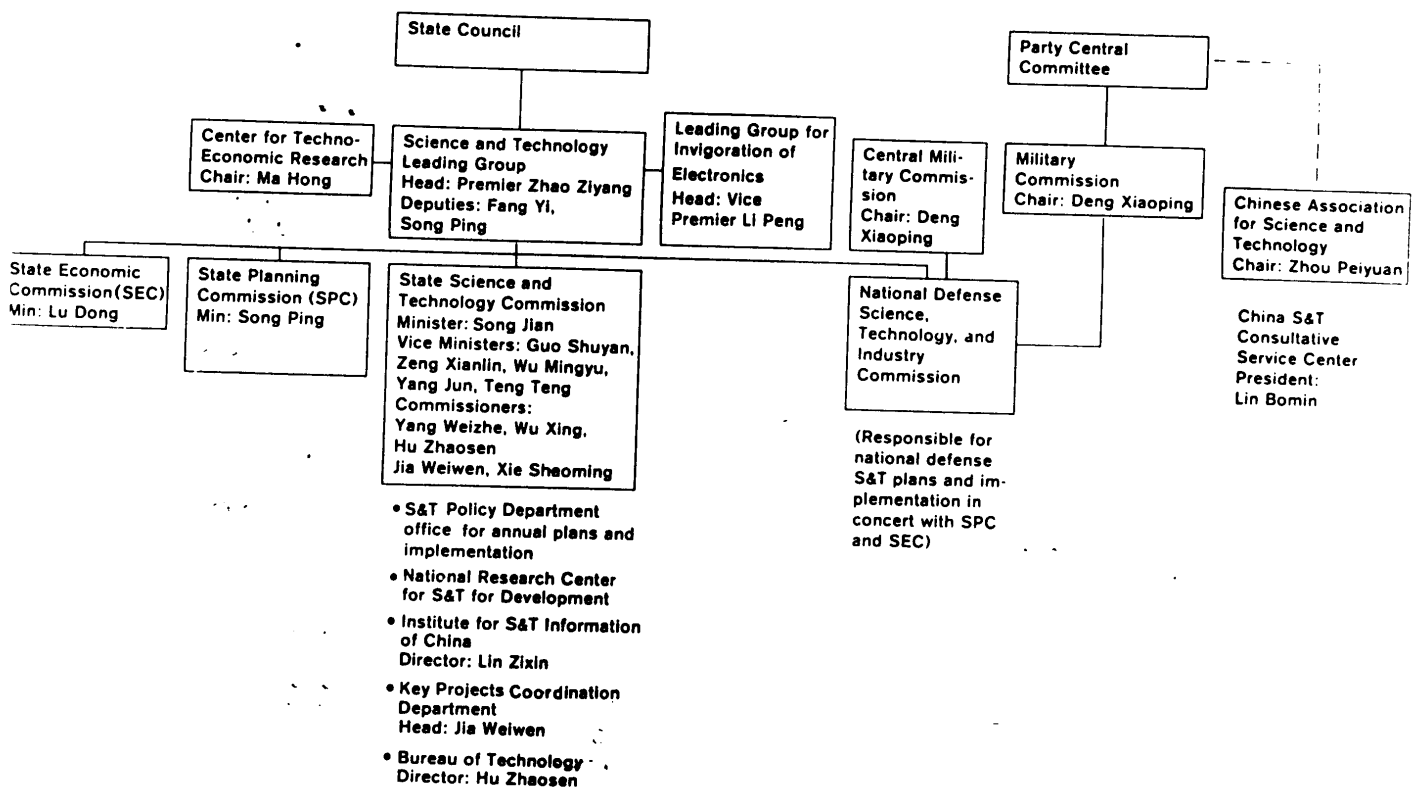 State Council
Party Central
Committee
Center for Techno-
Economic Research
Chair: Ma Hong
Science and Technology
Leading Group
Head: Premier Zhao Ziyang
Deputies: Fang Yi,
Song Ping
Leading Group for
Invigoration of
Electronics
Head: Vice
Premier Li Peng
Central Mili-
tary Commis-
sion
Chair: Deng
Xiaoping
Military
Commission
Chair: Deng Xiaoping
Chinese Association
for Science and
Technology
Chair: Zhou Peiyuan
State Economic
Commission(SEC)
Min: Lu Dong
State Planning
Commission (SPC)
Min: Song Ping
State Science and
Technology Commission
Minister: Song Jian
Vice Ministers: Guo Shuyan,
Zeng Xianlin, Wu Mingyu,
Yang Jun, Teng Teng
Commissioners:
Yang Weizhe, Wu Xing,
Hu Zhaosen
Jia Weiwen, Xie Shaoming
National Defense
Science,
Technology, and
Industry
Commission
China S&T
Consultative
Service Center
President:
Lin Bomin
(Responsible for
national defense
S&T plans and im-
plementation in
concert with SPC
and SEC)
• S&T Policy Department
office for annual plans and
implementation
• National Research Center
for S&T for Development
• Institute for S&T Information
of China
Director: Lin Zixin
• Key Projects Coordination
Department
Head: Jia Weiwen
• Bureau of Technology
Director: Hu Zhaosen